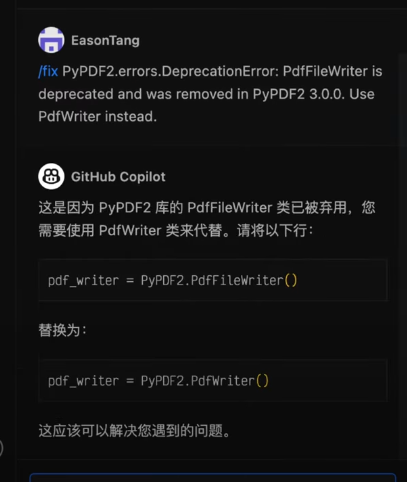 EasonTang
/fix PyPDF2.errors.DeprecationError: PdfFileWriter is
deprecated and was removed in PyPDF2 3.0.0. Use
PdfWriter instead.
GitHub Copilot
这是因为 PyPDF2 库的 PdfFileWriter 类已被弃用，您
需要使用 PdfWriter 类来代替。请将以下行：
pdf_writer = PyPDF2.PdfFileWriter()
替换为：
pdf_writer = PyPDF2.PdfWriter()
这应该可以解决您遇到的问题。